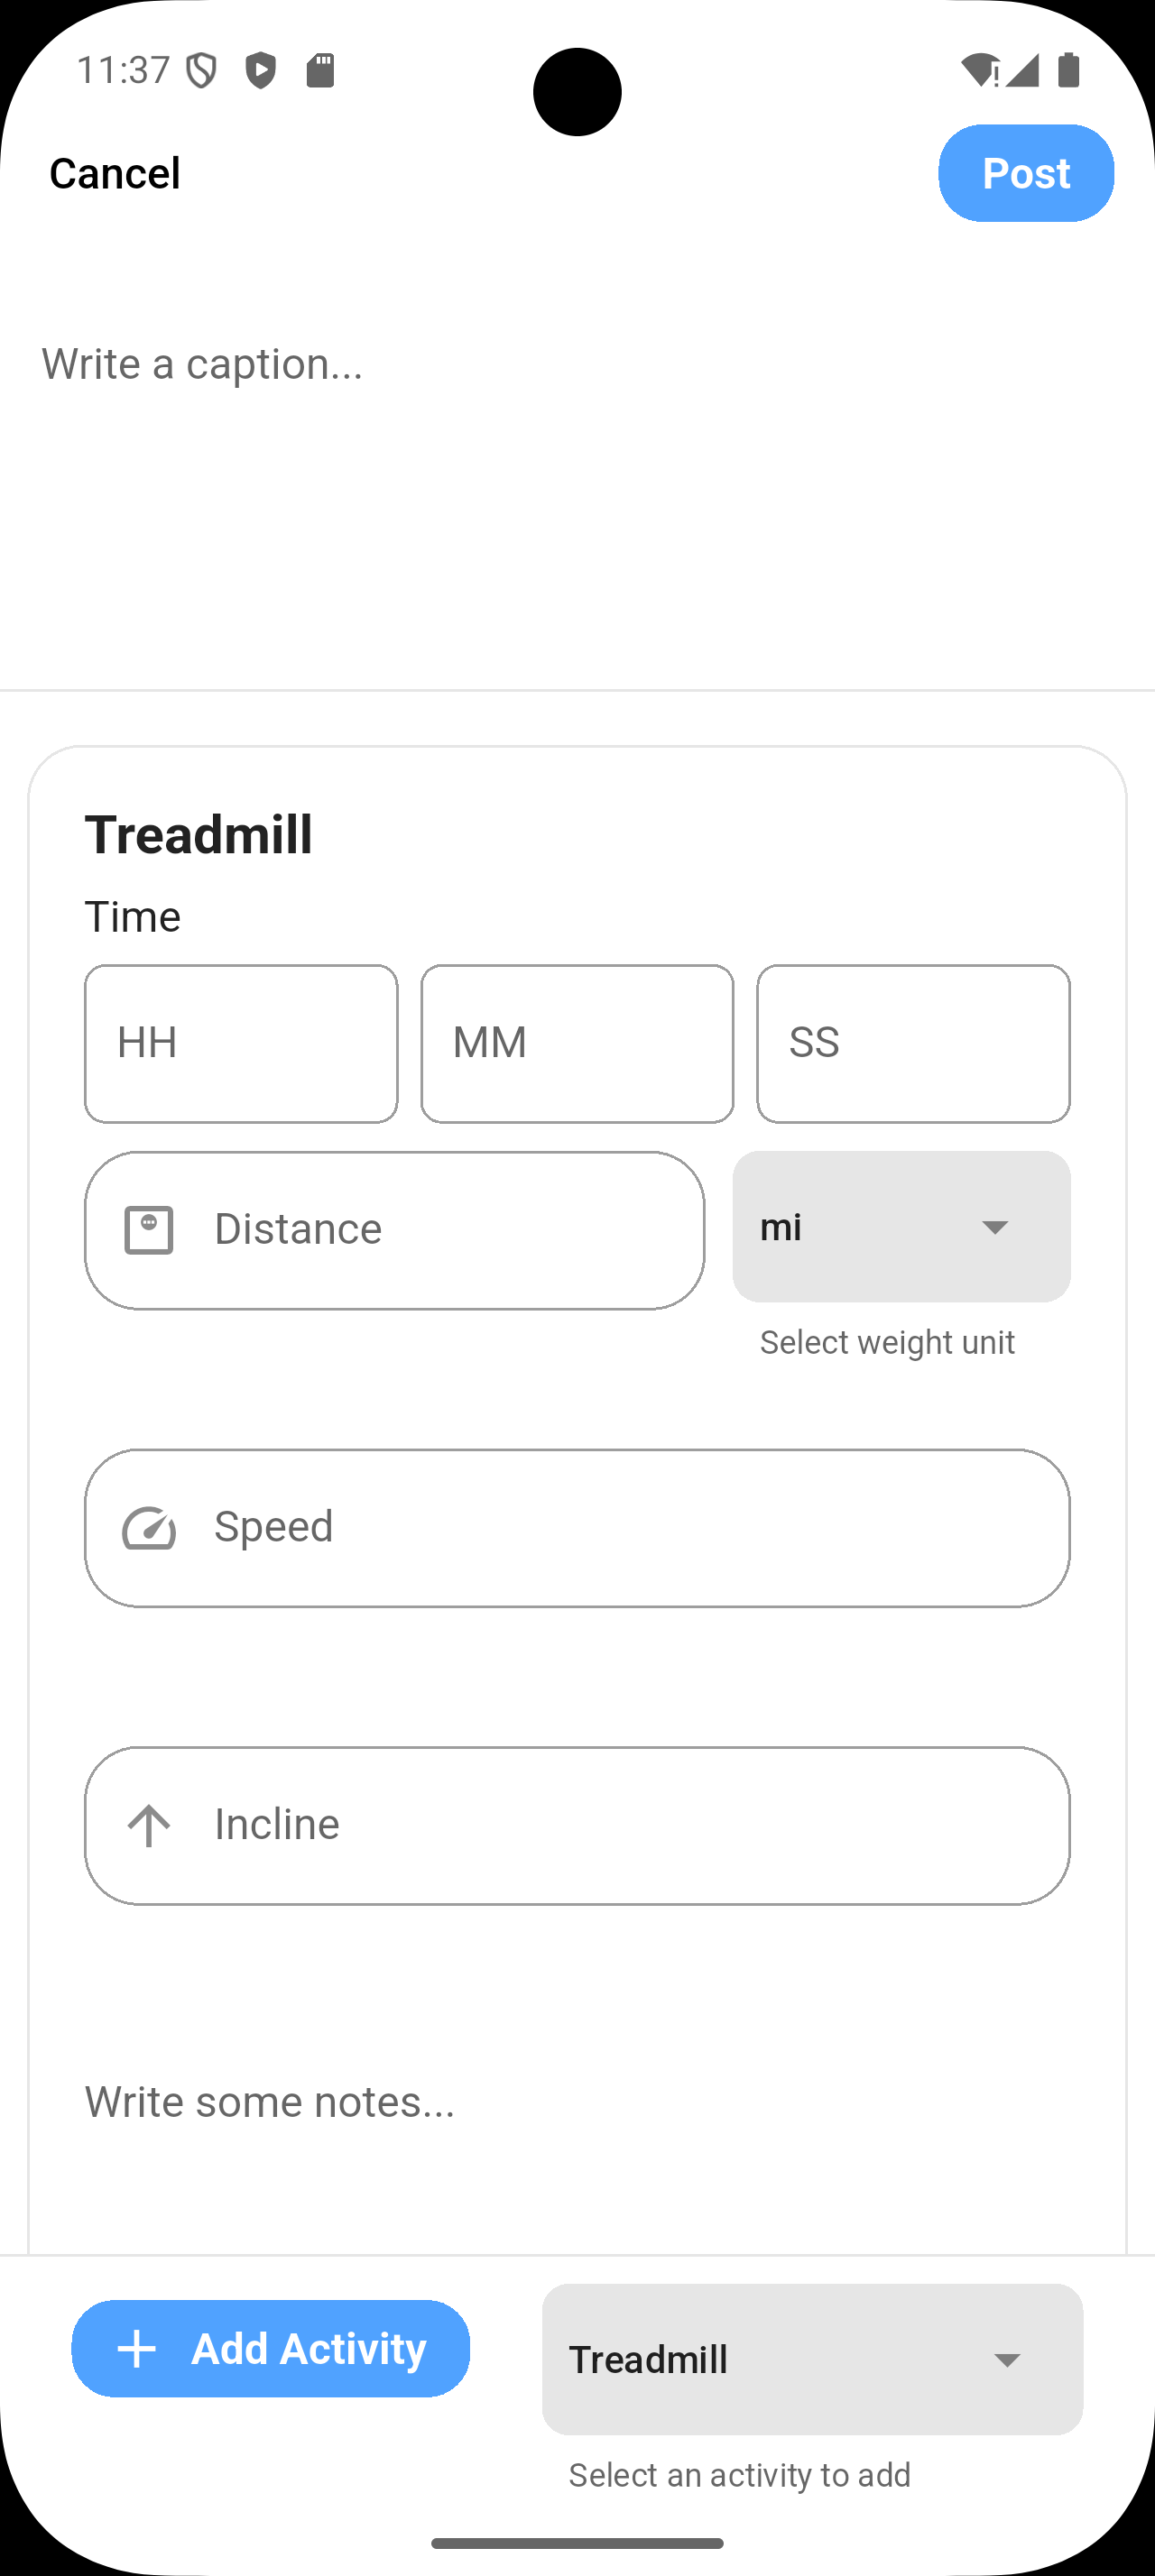 11:37
Cancel
Post
Write a caption...
Treadmill
Time
HH
MM
SS
Distance
mi
Select weight unit
Speed
Incline
Write some notes...
Add Activity
Treadmill
Select an activity to add